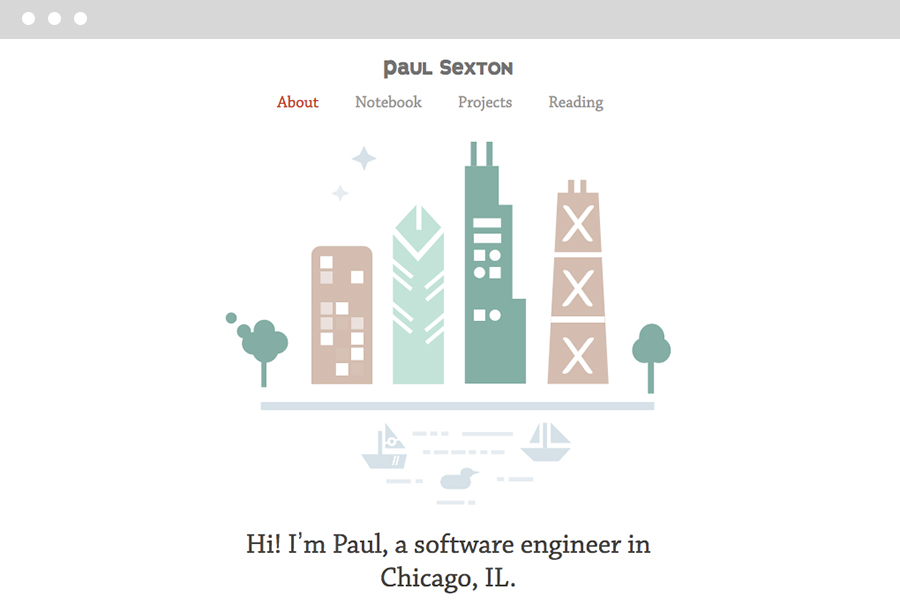 Paul Sexton
About Notebook Projects Reading
Hi! I’m Paul, a software engineer in
Chicago, IL.